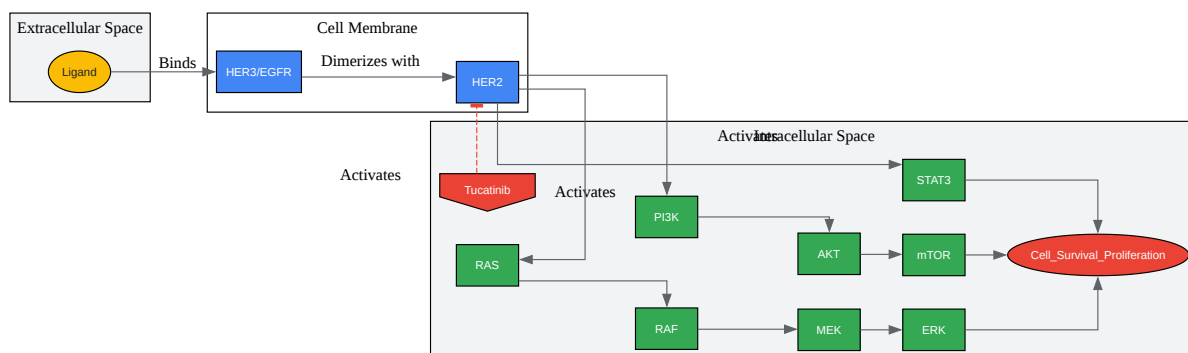 Extracellular Space
Cell Membrane
Ligand
Binds
HER3/EGFR
Dimerizes with
HER2
Activates
Intracellular Space
Activates
Tucatinib
Activates
STAT3
PI3K
RAS
AKT
mTOR
Cell_Survival_Proliferation
RAF
MEK
ERK